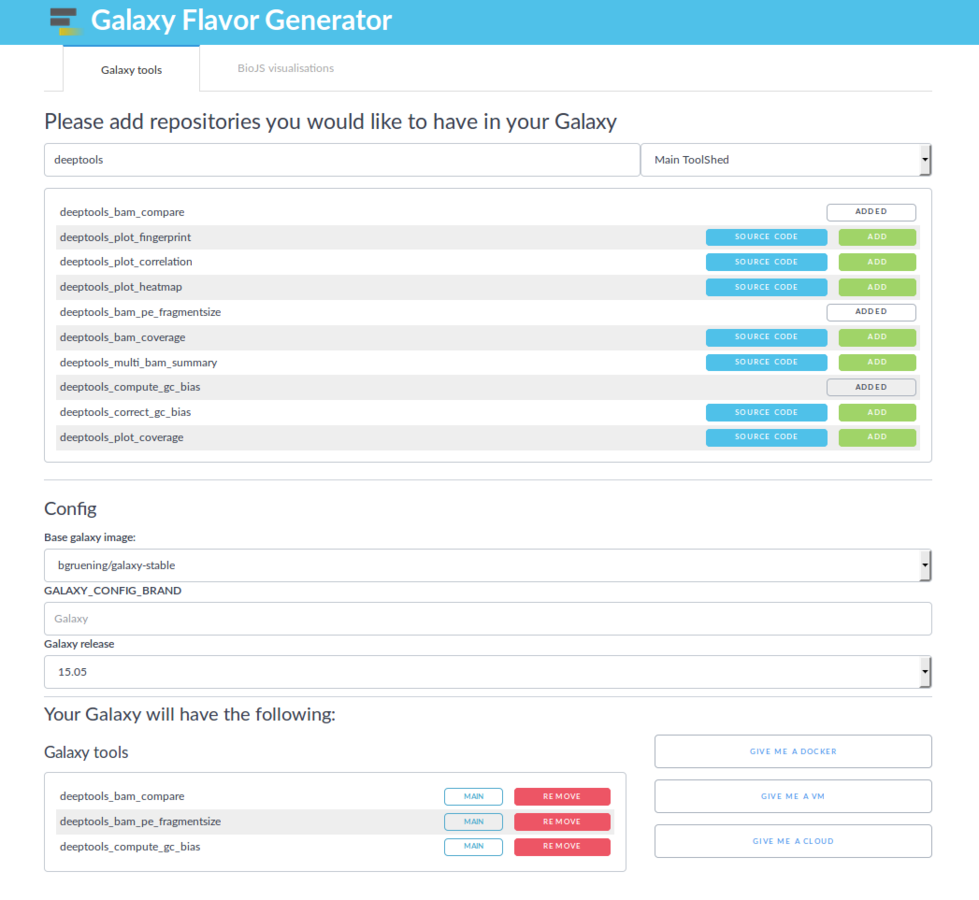 Galaxy Flavor Generator
Galaxy tools BioJS visualisations
Please add repositories you would like to have in your Galaxy
deeptools Main ToolShed
deeptools_bam_compare ADDED
deeptools_plot_fingerprint SOURCE CODE ADD
deeptools_plot_correlation SOURCE CODE ADD
deeptools_plot_heatmap SOURCE CODE ADD
deeptools_bam_pe_fragmentsize ADDED
deeptools_bam_coverage SOURCE CODE ADD
deeptools_multi_bam_summary SOURCE CODE ADD
deeptools_compute_gc_bias ADDED
deeptools_correct_gc_bias SOURCE CODE ADD
deeptools_plot_coverage SOURCE CODE ADD
Config
Base galaxy image:
bgruening/galaxy-stable
GALAXY_CONFIG_BRAND
Galaxy
Galaxy release
15.05
Your Galaxy will have the following:
Galaxy tools
deeptools_bam_compare MAIN REMOVE
deeptools_bam_pe_fragmentsize MAIN REMOVE
deeptools_compute_gc_bias MAIN REMOVE
GIVE ME A DOCKER
GIVE ME A VM
GIVE ME A CLOUD